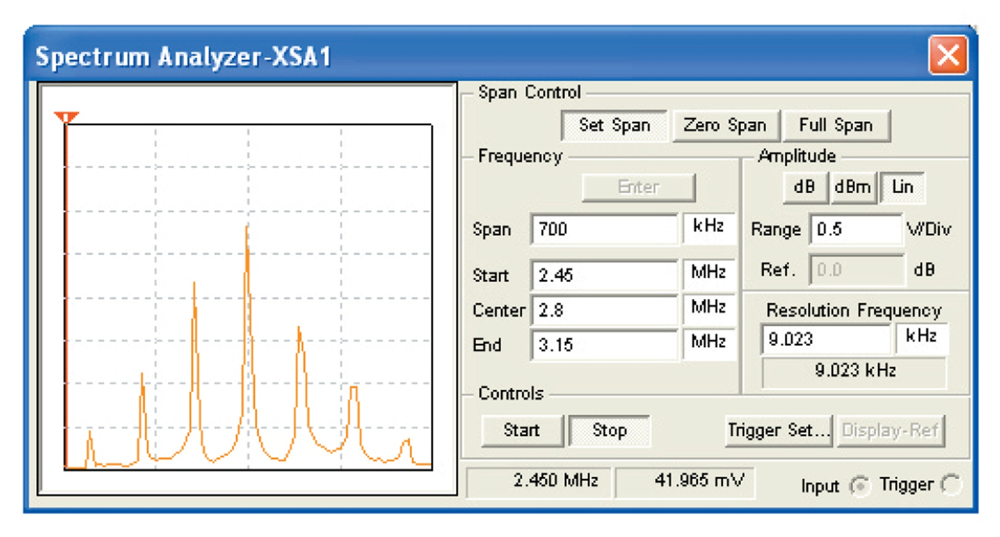 Spectrum Analyzer-XSA1
Span Control
Set Span Zero Span Full Span
Frequency
Enter
Span 700 kHz
Start 2.45 MHz
Center 2.8 MHz
End 3.15 MHz
Amplitude
dB dBm Lin
Range 0.5 V/Div
Ref. 0.0 dB
Resolution Frequency
9.023 kHz
9.023 kHz
Controls
Start Stop Trigger Set... Display-Ref
2.450 MHz 41.965 mV Input Trigger